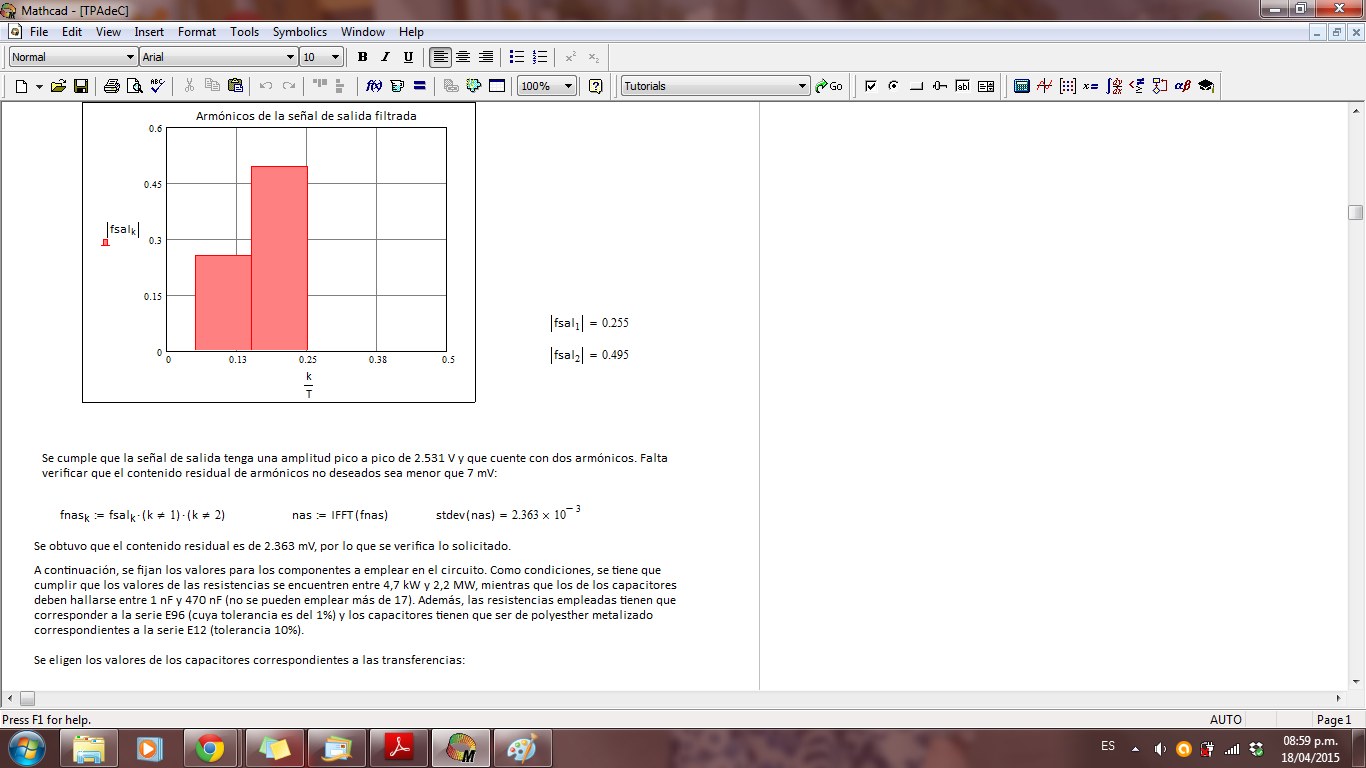 Mathcad - [TPAdeC]
File Edit View Insert Format Tools Symbolics Window Help
Normal Arial 10 B I U x² x₂
f(x) = 100% Tutorials Go abl x= αβ
Armónicos de la señal de salida filtrada
0.6
0.45
|fsalₖ|
0.3
0.15
0
0 0.13 0.25 0.38 0.5
k
T
|fsal₁| = 0.255
|fsal₂| = 0.495
Se cumple que la señal de salida tenga una amplitud pico a pico de 2.531 V y que cuente con dos armónicos. Falta
verificar que el contenido residual de armónicos no deseados sea menor que 7 mV:
fnasₖ := fsalₖ·(k ≠ 1)·(k ≠ 2) nas := IFFT(fnas) stdev(nas) = 2.363 × 10⁻³
Se obtuvo que el contenido residual es de 2.363 mV, por lo que se verifica lo solicitado.
A continuación, se fijan los valores para los componentes a emplear en el circuito. Como condiciones, se tiene que
cumplir que los valores de las resistencias se encuentren entre 4,7 kW y 2,2 MW, mientras que los de los capacitores
deben hallarse entre 1 nF y 470 nF (no se pueden emplear más de 17). Además, las resistencias empleadas tienen que
corresponder a la serie E96 (cuya tolerancia es del 1%) y los capacitores tienen que ser de polyesther metalizado
correspondientes a la serie E12 (tolerancia 10%).
Se eligen los valores de los capacitores correspondientes a las transferencias:
Press F1 for help. AUTO Page 1
ES 08:59 p.m.
18/04/2015